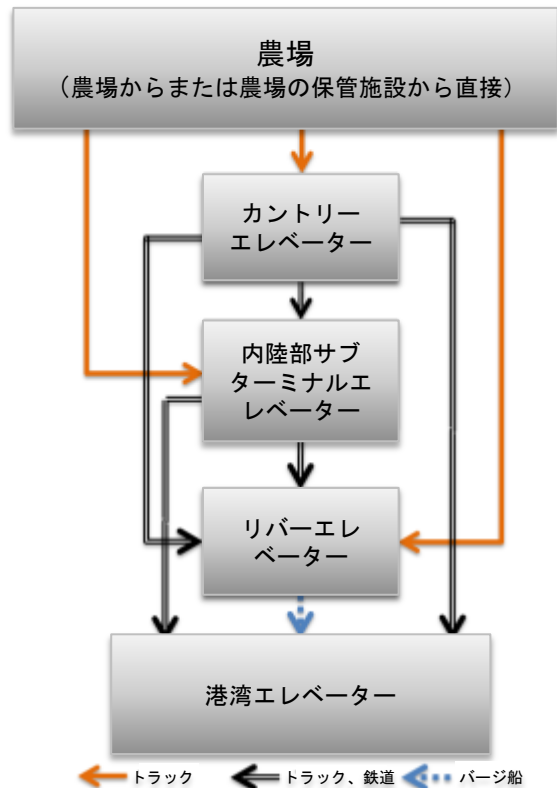 農場
（農場からまたは農場の保管施設から直接）
カントリー
エレベーター
内陸部サブ
ターミナルエ
レベーター
リバーエレ
ベーター
港湾エレベーター
トラック
トラック、鉄道
バージ船